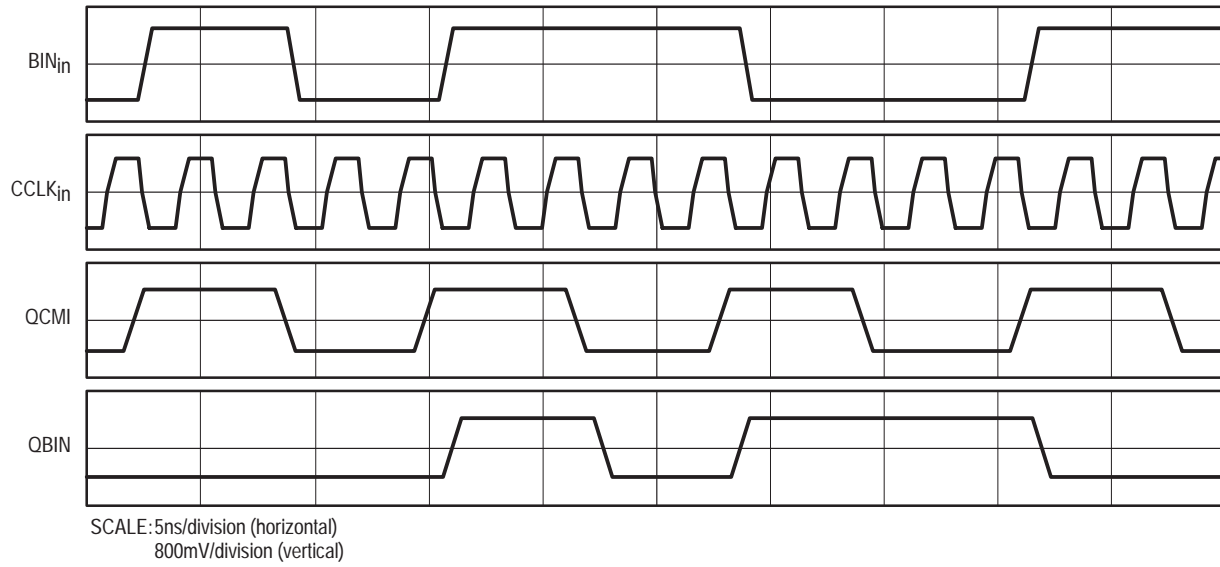 BINin
CCLKin
QCMI
QBIN
SCALE: 5ns/division (horizontal)
800mV/division (vertical)